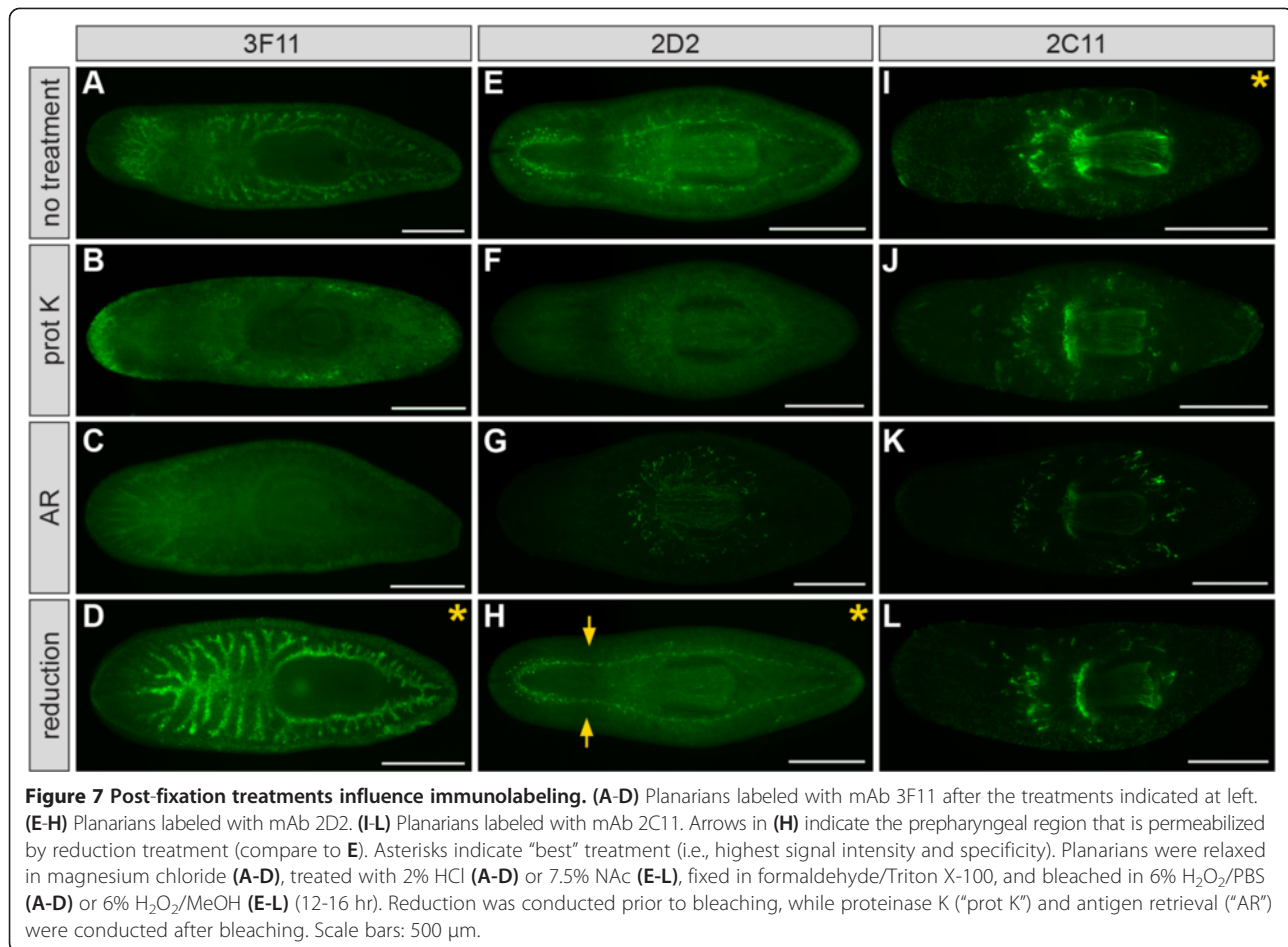 3F11
2D2
2C11
no treatment
A
E
I
*
prot K
B
F
J
AR
C
G
K
reduction
D
*
H
*
L
Figure 7 Post-fixation treatments influence immunolabeling. (A-D) Planarians labeled with mAb 3F11 after the treatments indicated at left.
(E-H) Planarians labeled with mAb 2D2. (I-L) Planarians labeled with mAb 2C11. Arrows in (H) indicate the prepharyngeal region that is permeabilized
by reduction treatment (compare to E). Asterisks indicate “best” treatment (i.e., highest signal intensity and specificity). Planarians were relaxed
in magnesium chloride (A-D), treated with 2% HCl (A-D) or 7.5% NAc (E-L), fixed in formaldehyde/Triton X-100, and bleached in 6% H₂O₂/PBS
(A-D) or 6% H₂O₂/MeOH (E-L) (12-16 hr). Reduction was conducted prior to bleaching, while proteinase K (“prot K”) and antigen retrieval (“AR”)
were conducted after bleaching. Scale bars: 500 μm.